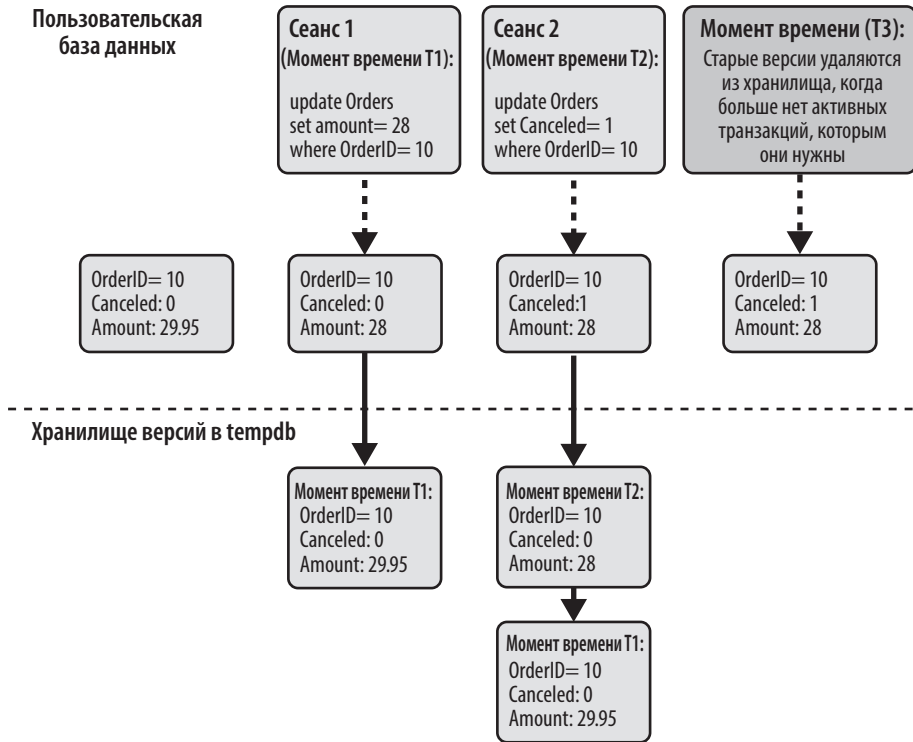 Пользовательская
база данных
Сеанс 1
(Момент времени T1):
update Orders
set amount= 28
where OrderID= 10
Сеанс 2
(Момент времени T2):
update Orders
set Canceled= 1
where OrderID= 10
Момент времени (T3):
Старые версии удаляются
из хранилища, когда
больше нет активных
транзакций, которым
они нужны
OrderID= 10
Canceled: 0
Amount: 29.95
OrderID= 10
Canceled: 0
Amount: 28
OrderID= 10
Canceled:1
Amount: 28
OrderID= 10
Canceled: 1
Amount: 28
Хранилище версий в tempdb
Момент времени T1:
OrderID= 10
Canceled: 0
Amount: 29.95
Момент времени T2:
OrderID= 10
Canceled: 0
Amount: 28
Момент времени T1:
OrderID= 10
Canceled: 0
Amount: 29.95